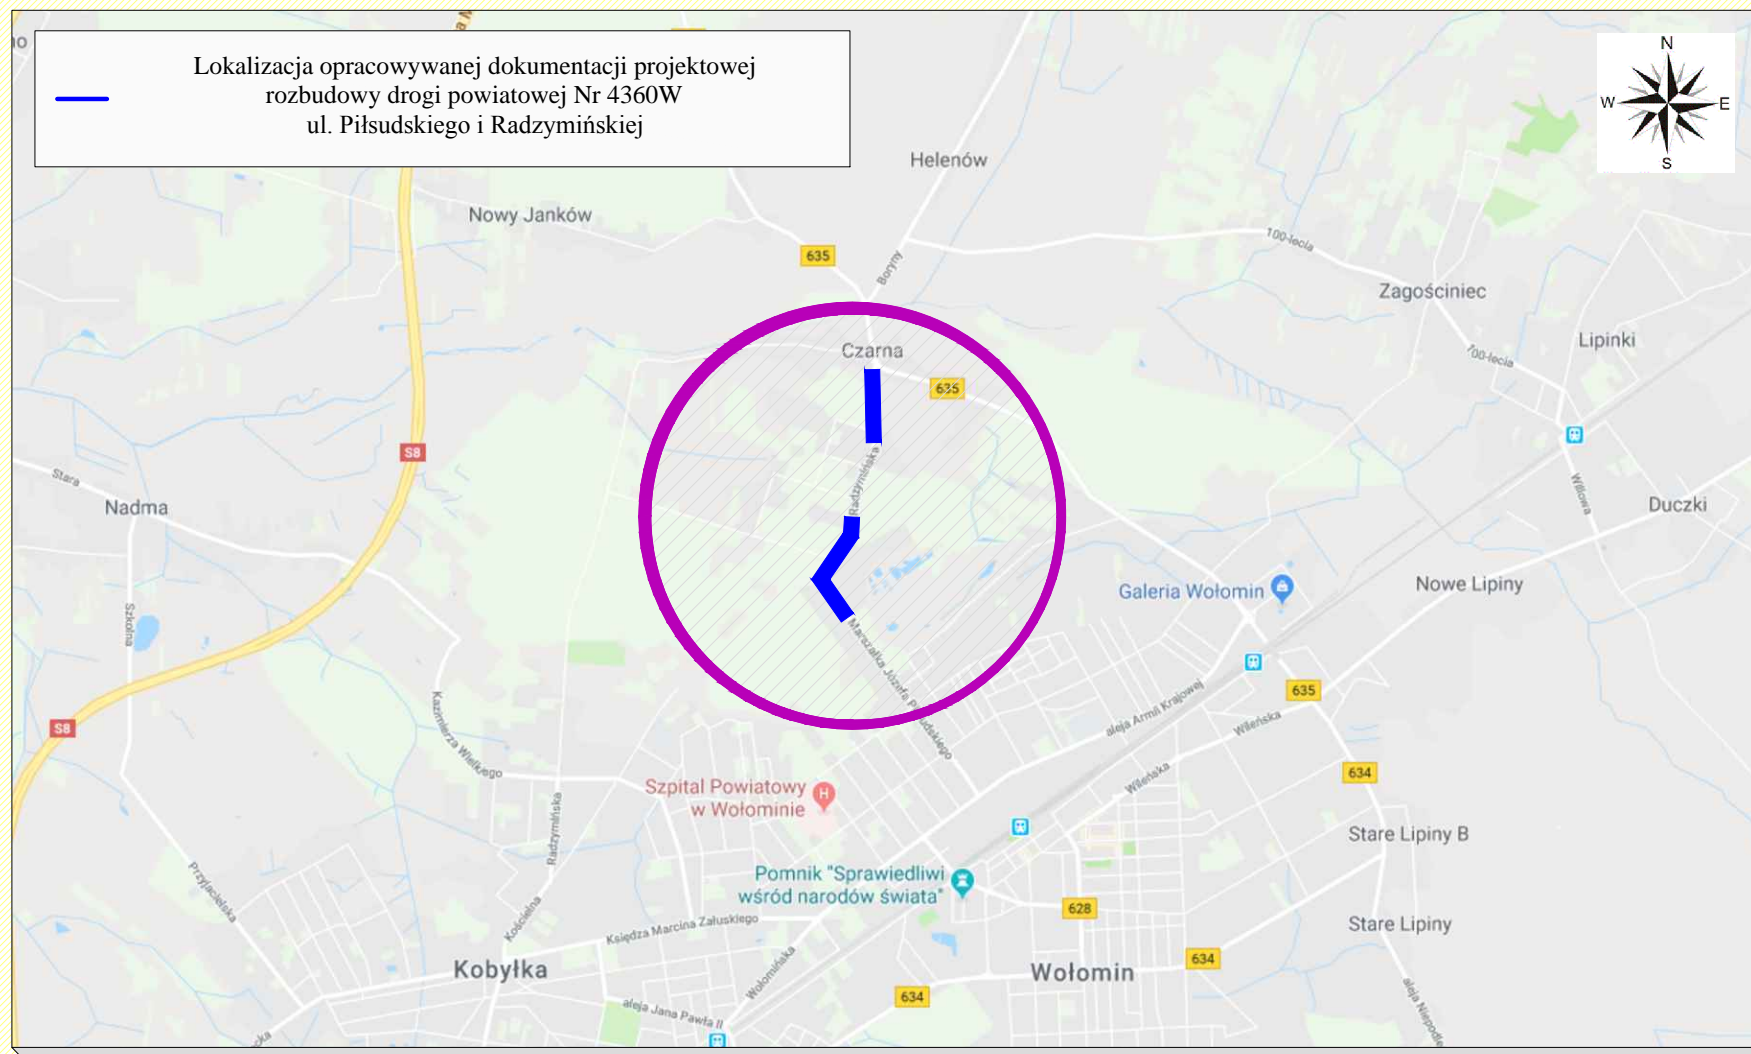 Lokalizacja opracowywanej dokumentacji projektowej
rozbudowy drogi powiatowej Nr 4360W
ul. Piłsudskiego i Radzymińskiej
N
W
E
S
Helenów
Nowy Janków
100-lecia
635
Boryny
Zagościniec
Lipinki
100-lecia
Czarna
635
S8
Radzymińska
Stara
Nadma
Willowa
Duczki
Galeria Wołomin
Nowe Lipiny
Szkolna
Marszałka Józefa Piłsudskiego
635
aleja Armii Krajowej
Wileńska
S8
Kazimierza Wielkiego
Wileńska
634
Szpital Powiatowy
w Wołominie
H
Radzymińska
Stare Lipiny B
Pomnik "Sprawiedliwi
wśród narodów świata"
Przyjacielska
628
Kościelna
Księdza Marcina Załuskiego
Stare Lipiny
634
Kobyłka
Wołomińska
Wołomin
634
aleja Jana Pawła II
aleja Niepodle